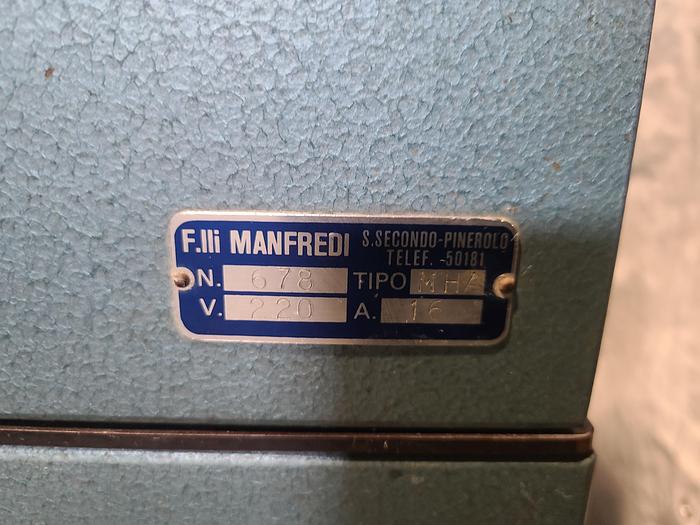 F.lli MANFREDI S.SECONDO-PINEROLO
TELEF. -50181
N. 678 TIPO MHA
V. 220 A. 16